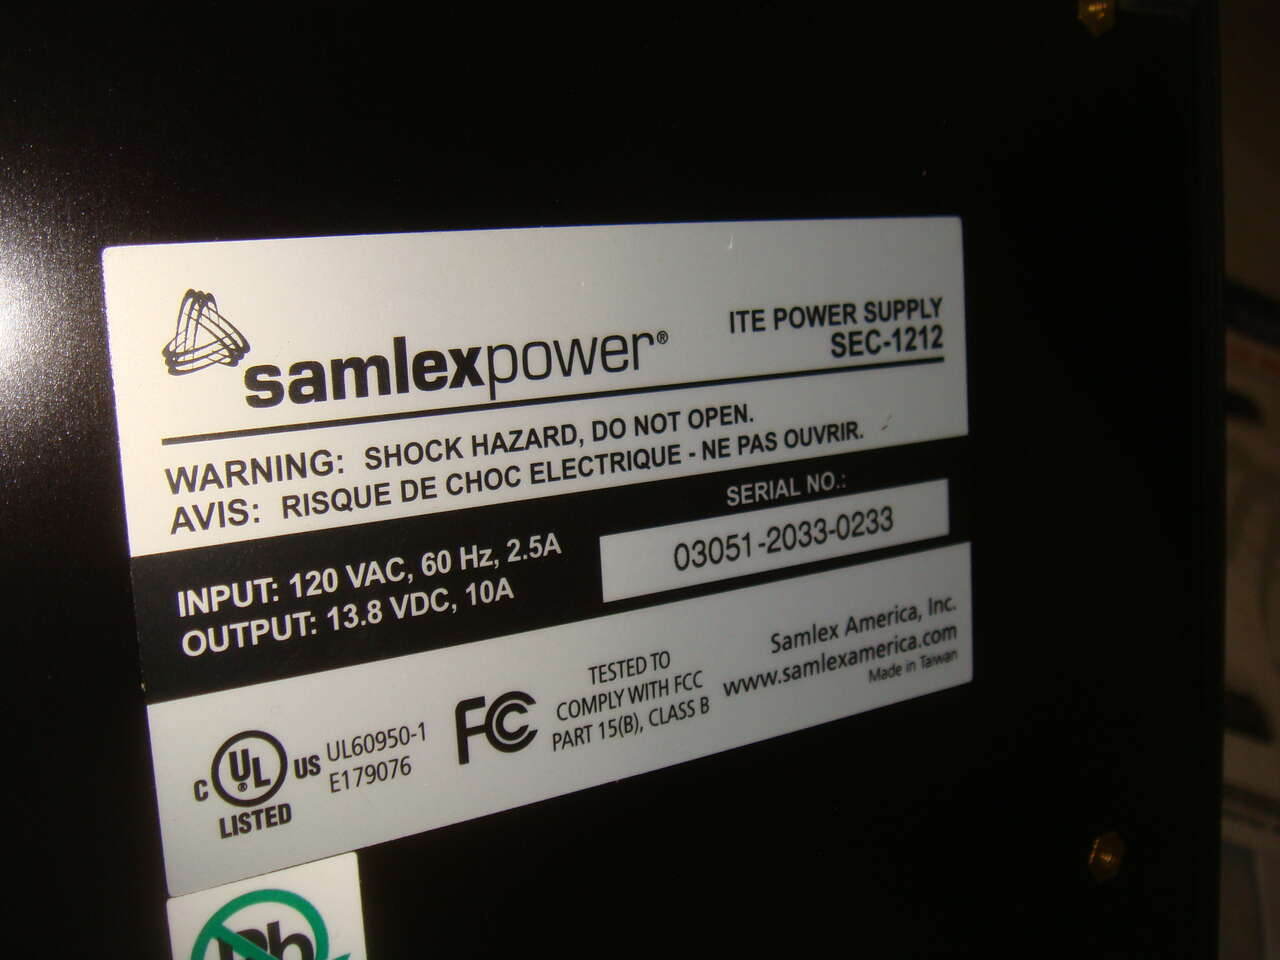 samlexpower®
ITE POWER SUPPLY
SEC-1212
WARNING: SHOCK HAZARD, DO NOT OPEN.
AVIS: RISQUE DE CHOC ELECTRIQUE - NE PAS OUVRIR.
INPUT: 120 VAC, 60 Hz, 2.5A
OUTPUT: 13.8 VDC, 10A
SERIAL NO.:
03051-2033-0233
C UL® US
LISTED
UL60950-1
E179076
FC
TESTED TO
COMPLY WITH FCC
PART 15(B), CLASS B
Samlex America, Inc.
www.samlexamerica.com
Made in Taiwan
Pb